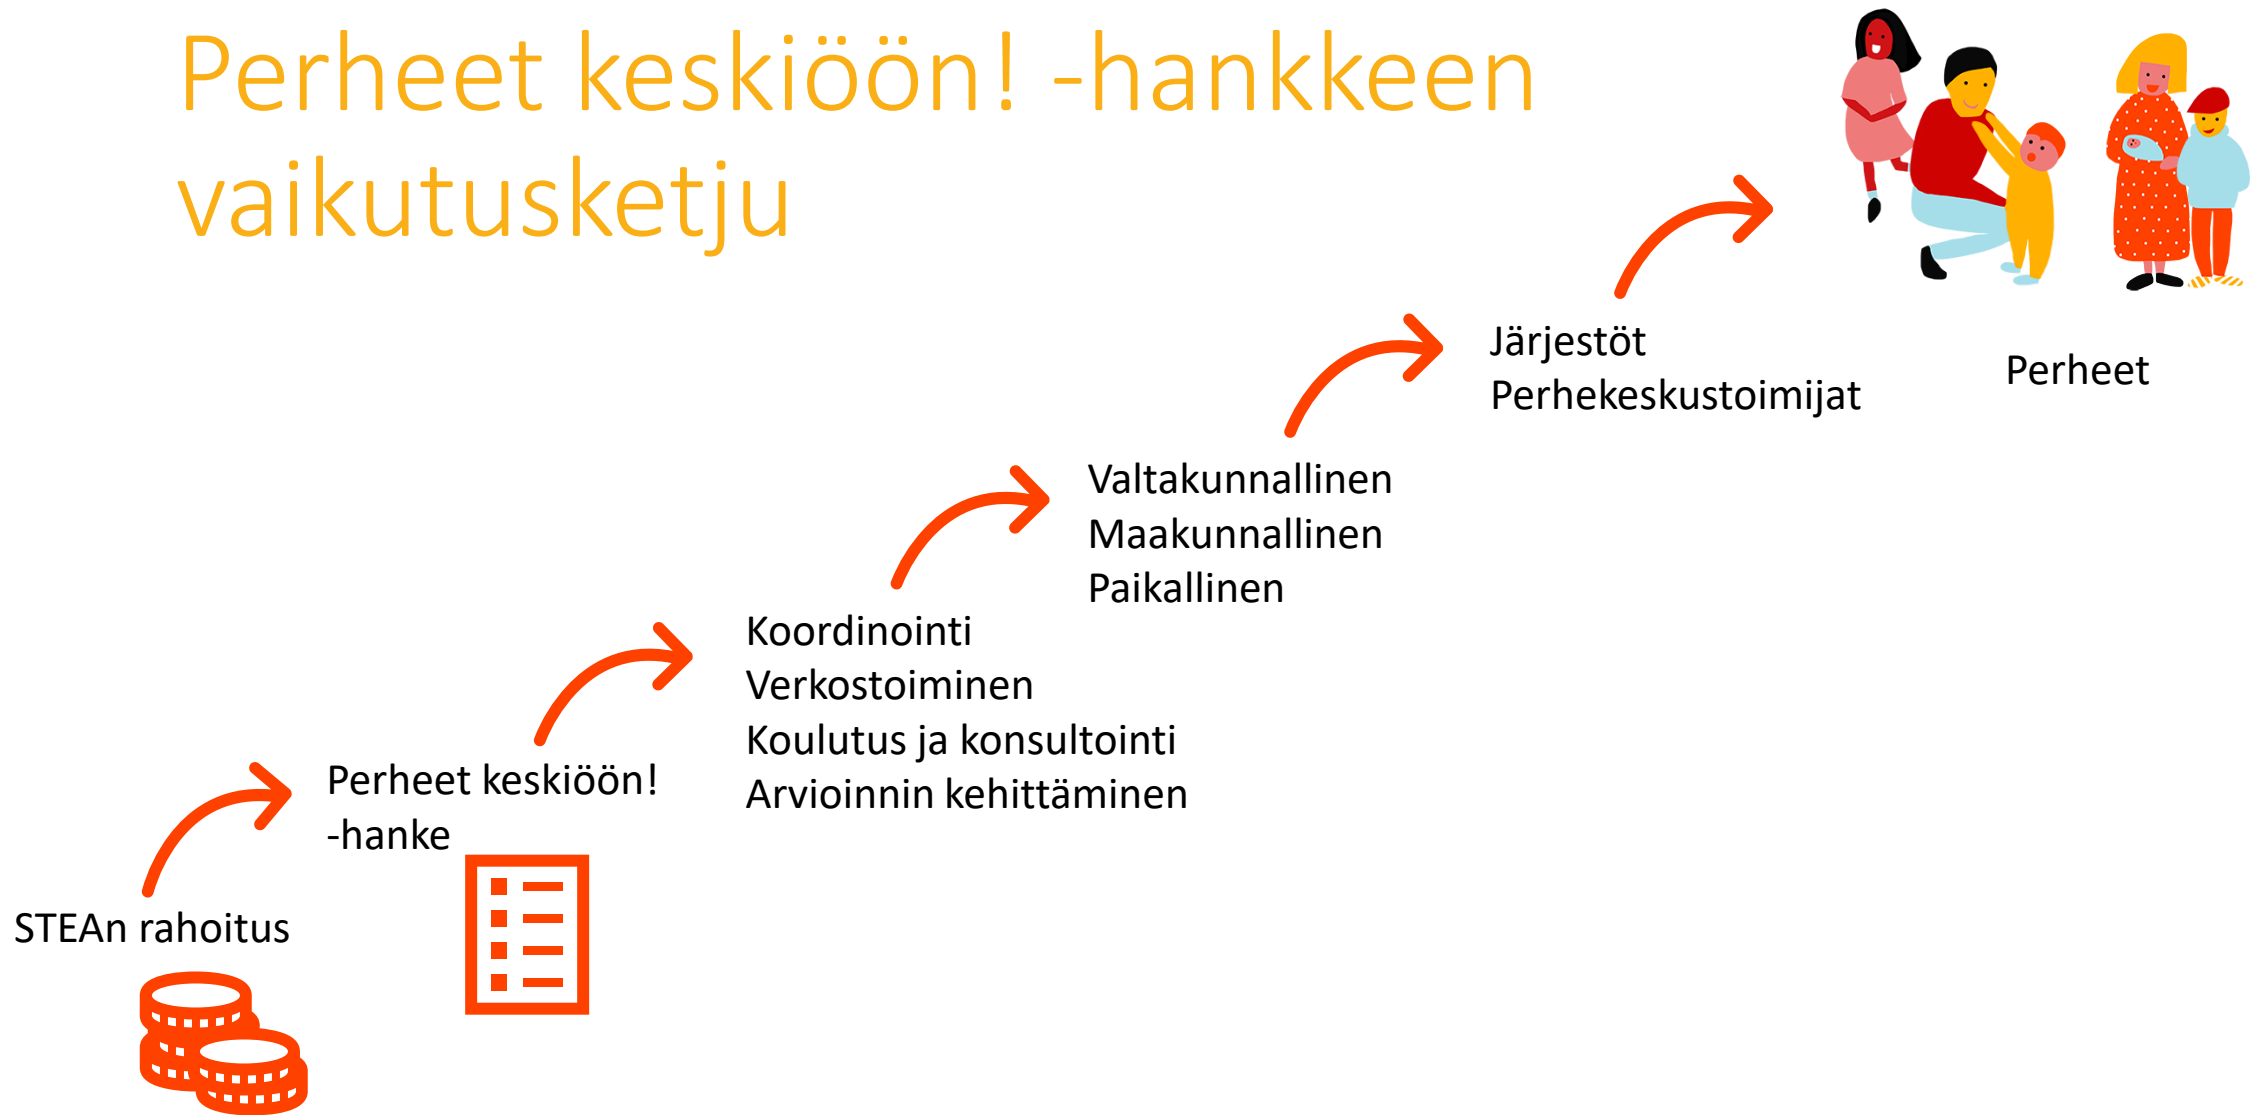 Perheet keskiöön! -hankkeen
vaikutusketju
STEAn rahoitus
Perheet keskiöön!
-hanke
Koordinointi
Verkostoiminen
Koulutus ja konsultointi
Arvioinnin kehittäminen
Valtakunnallinen
Maakunnallinen
Paikallinen
Järjestöt
Perhekeskustoimijat
Perheet